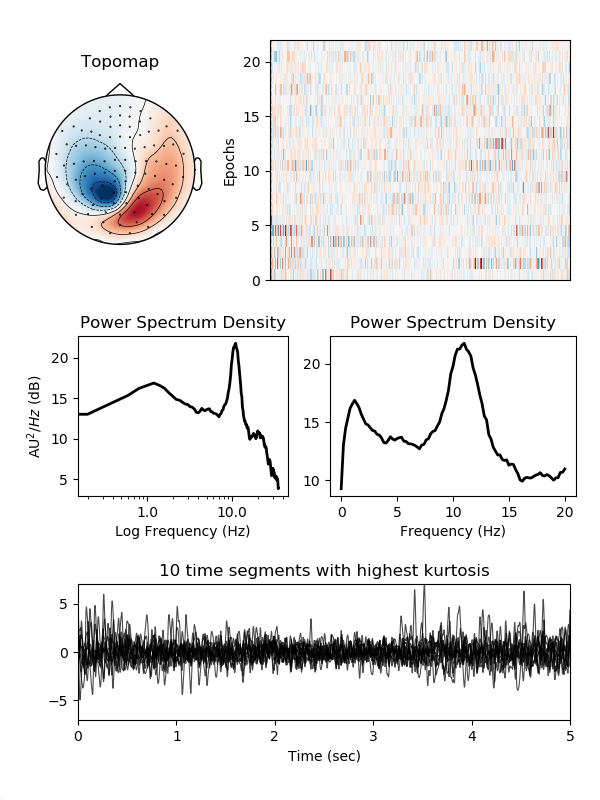 Topomap
Epochs
20
15
10
5
0
Power Spectrum Density
AU²/Hz (dB)
20
15
10
5
1.0 10.0
Log Frequency (Hz)
Power Spectrum Density
20
15
10
0 5 10 15 20
Frequency (Hz)
10 time segments with highest kurtosis
5
0
−5
0 1 2 3 4 5
Time (sec)